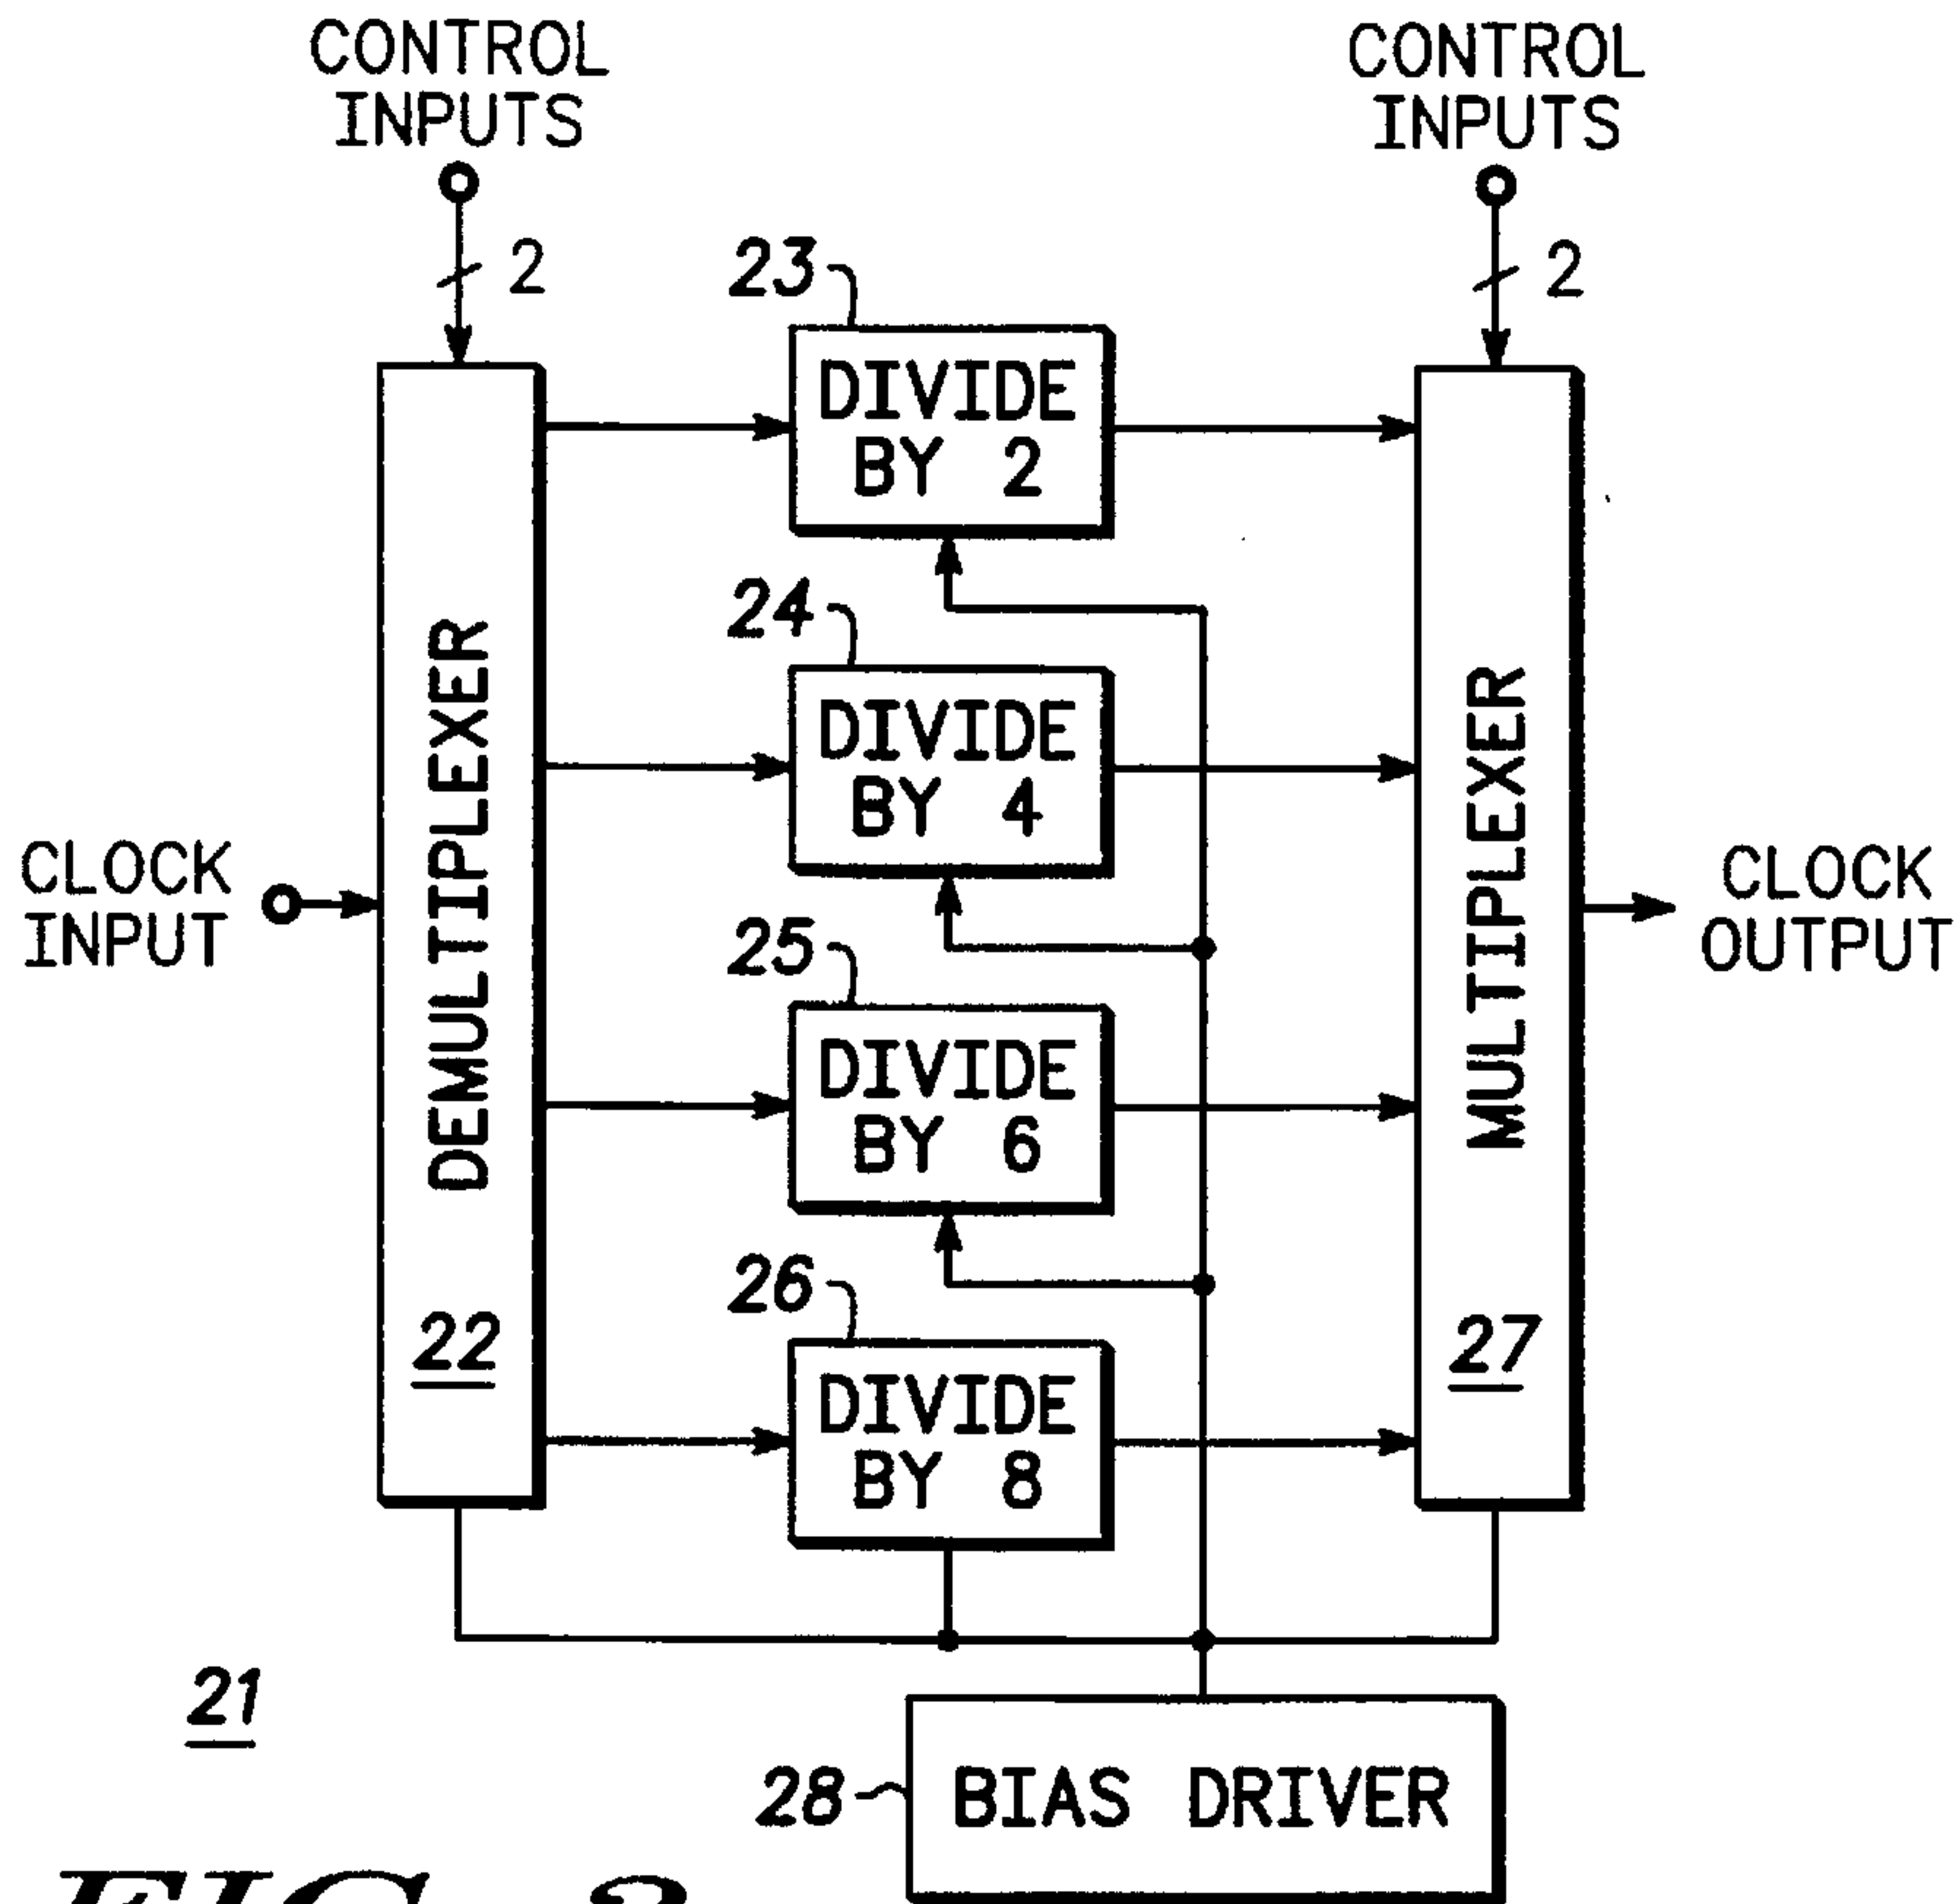 CONTROL
INPUTS
CONTROL
INPUTS
2
2
23
DIVIDE
BY 2
24
DIVIDE
BY 4
DEMULTIPLEXER
MULTIPLEXER
CLOCK
INPUT
CLOCK
OUTPUT
25
DIVIDE
BY 6
26
22
27
DIVIDE
BY 8
21
28
BIAS DRIVER